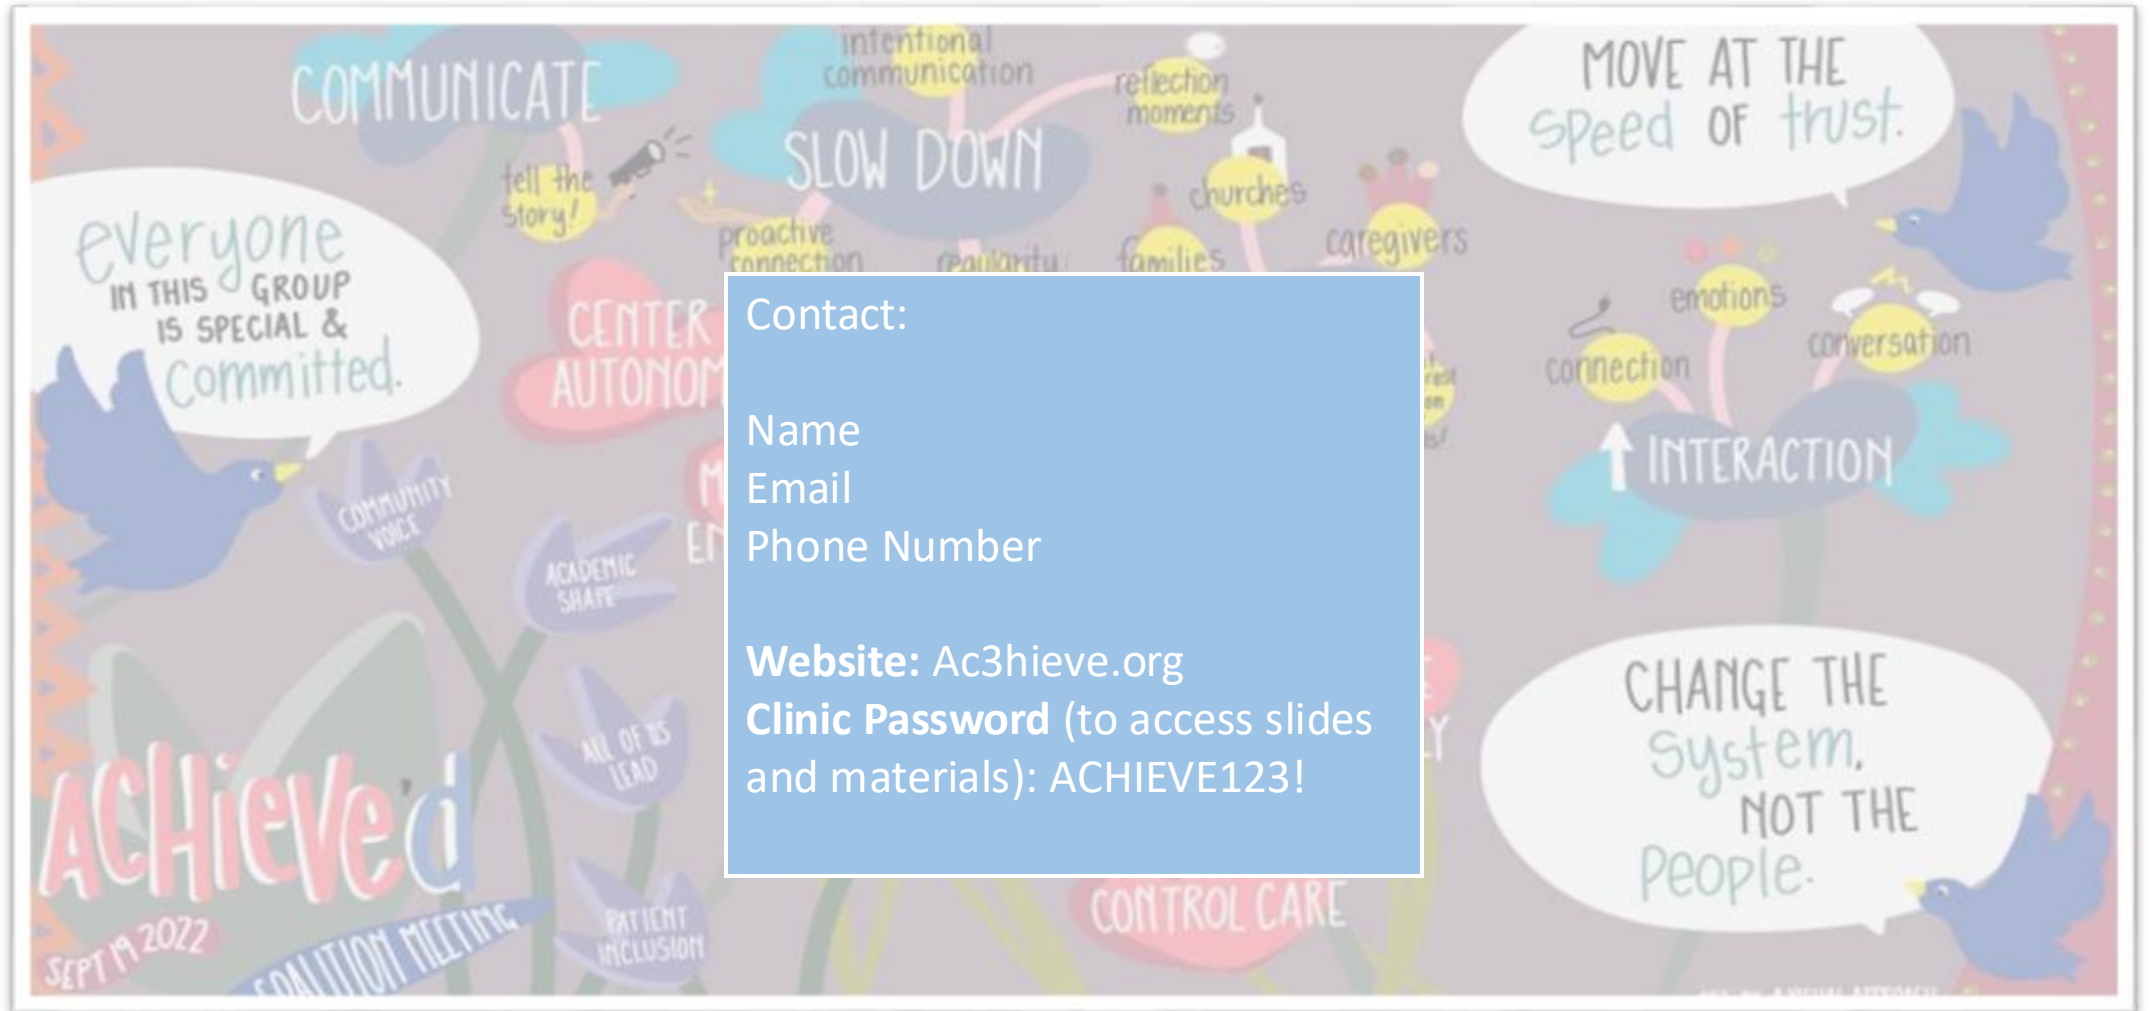 COMMUNICATE
tell the
story!
intentional
communication
SLOW DOWN
reflection
moments
proactive
connection
regularity:
families
churches
caregivers
MOVE AT THE
speed OF trust.
everyone
IN THIS GROUP
IS SPECIAL &
committed.
CENTER
AUTONOM
COMMUNITY
VOICE
ACADEMIC
SHAPE
ALL OF US
LEAD
PATIENT
INCLUSION
Contact:
Name
Email
Phone Number
Website: Ac3hieve.org
Clinic Password (to access slides
and materials): ACHIEVE123!
emotions
connection
conversation
INTERACTION
CHANGE THE
system,
NOT THE
People.
CONTROL CARE
ACHieve'd
SEPT 19 2022
COALITION MEETING